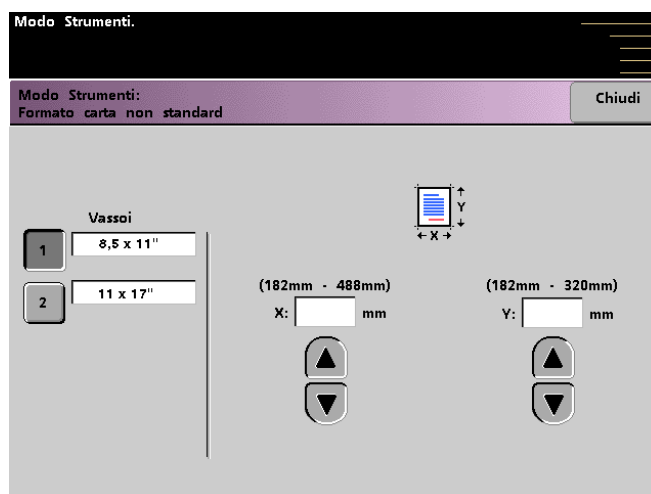 Modo Strumenti.
Modo Strumenti:
Formato carta non standard
Chiudi
Vassoi
1
8,5 x 11"
2
11 x 17"
Y
X
(182mm - 488mm)
X: mm
(182mm - 320mm)
Y: mm